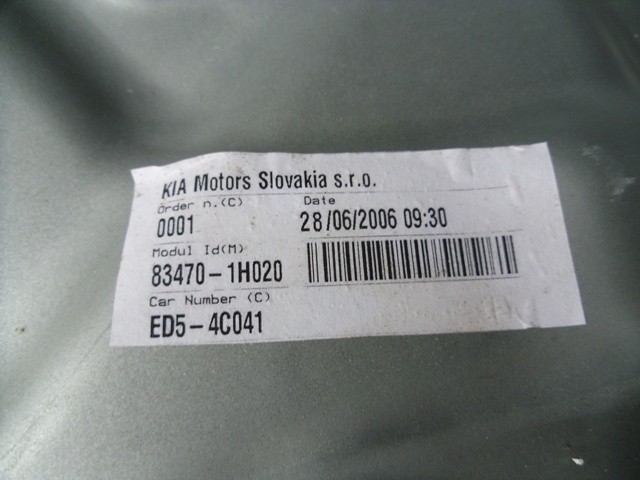 KIA Motors Slovakia s.r.o.
Order n.(C) Date
0001 28/06/2006 09:30
Modul Id(M)
83470-1H020
Car Number (C)
ED5-4C041